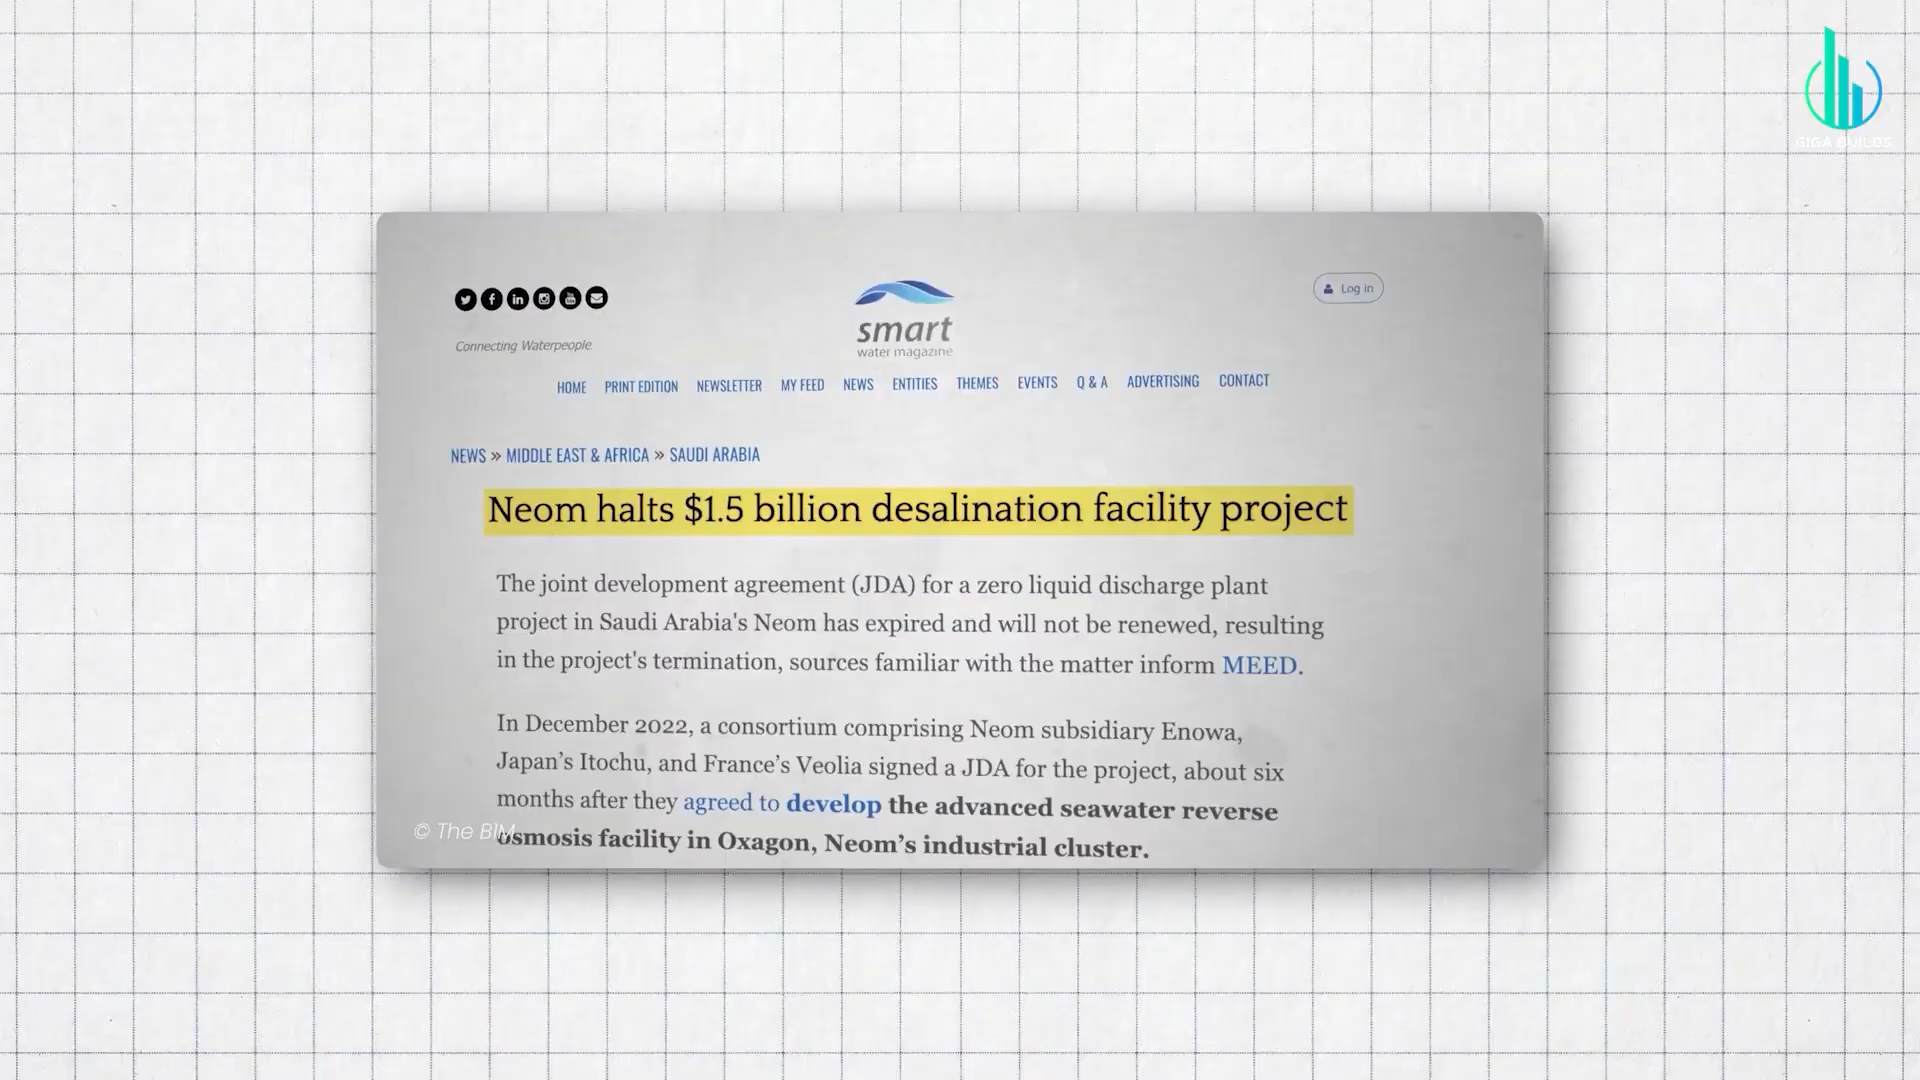 GIGA BUILDS
Log in
smart
water magazine
Connecting Waterpeople
HOME PRINT EDITION NEWSLETTER MY FEED NEWS ENTITIES THEMES EVENTS Q & A ADVERTISING CONTACT
NEWS » MIDDLE EAST & AFRICA » SAUDI ARABIA
Neom halts $1.5 billion desalination facility project
The joint development agreement (JDA) for a zero liquid discharge plant
project in Saudi Arabia's Neom has expired and will not be renewed, resulting
in the project's termination, sources familiar with the matter inform MEED.
In December 2022, a consortium comprising Neom subsidiary Enowa,
Japan’s Itochu, and France’s Veolia signed a JDA for the project, about six
months after they agreed to develop the advanced seawater reverse
osmosis facility in Oxagon, Neom’s industrial cluster.
© The B1M